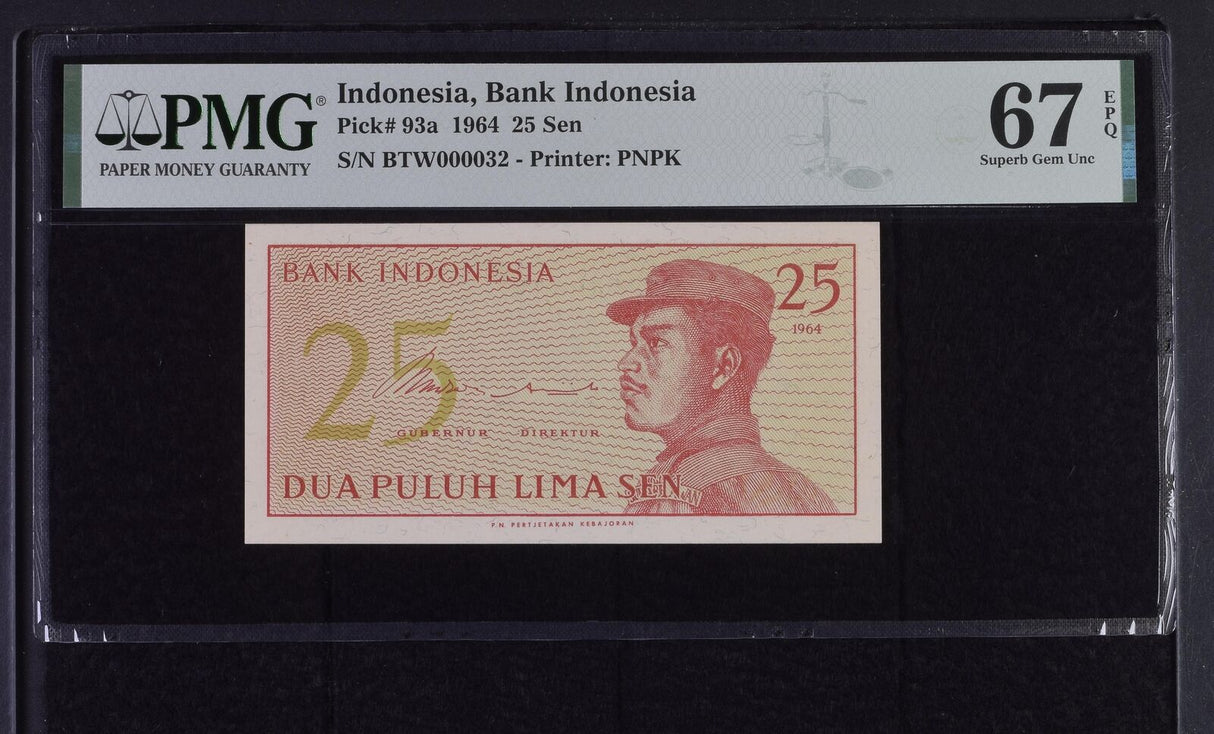 PMG®
PAPER MONEY GUARANTY
Indonesia, Bank Indonesia
Pick# 93a 1964 25 Sen
S/N BTW000032 - Printer: PNPK
67
EPQ
Superb Gem Unc
BANK INDONESIA
25
1964
25
GUBERNUR DIREKTUR
DUA PULUH LIMA SEN
P.N. PERTJETAKAN KEBAJORAN